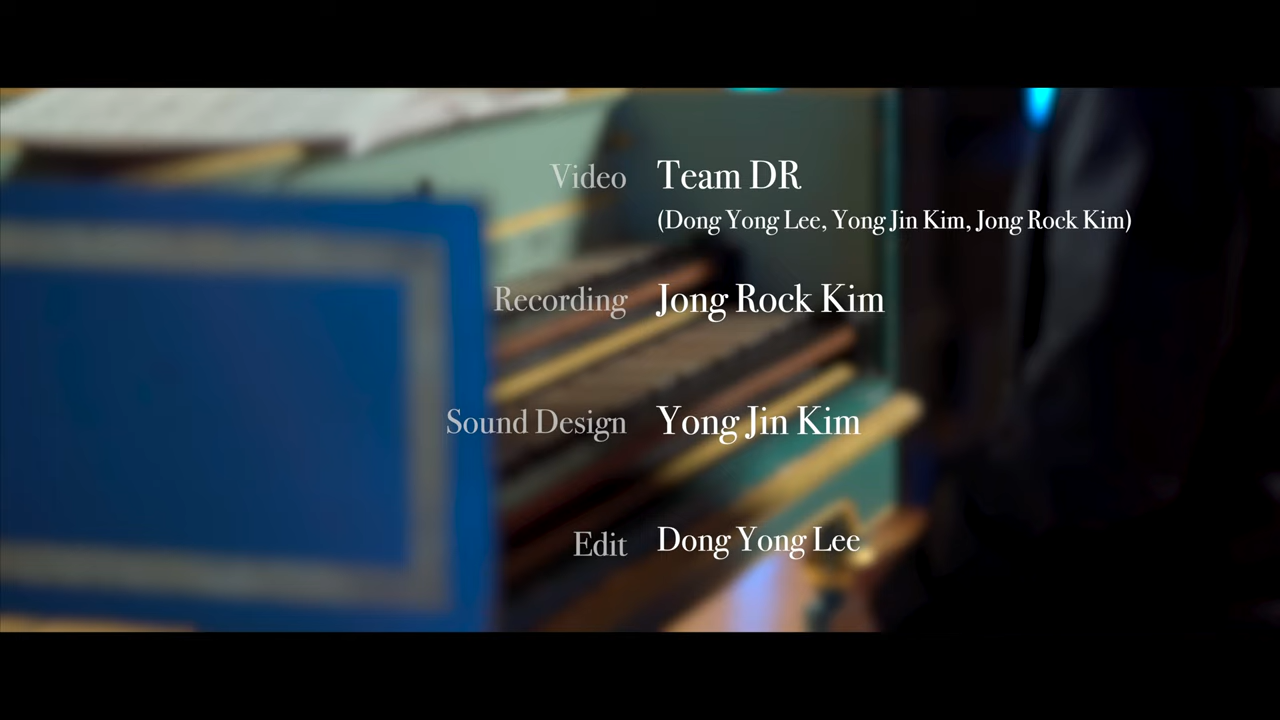 Video Team DR
(Dong Yong Lee, Yong Jin Kim, Jong Rock Kim)
Recording Jong Rock Kim
Sound Design Yong Jin Kim
Edit Dong Yong Lee